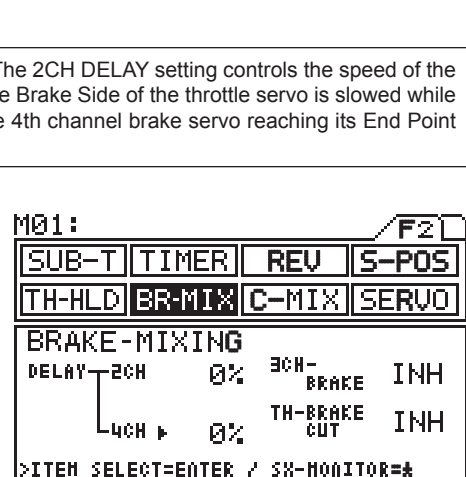 The 2CH DELAY setting controls the speed of the
e Brake Side of the throttle servo is slowed while
e 4th channel brake servo reaching its End Point
M01: F2
SUB-T TIMER REV S-POS
TH-HLD BR-MIX C-MIX SERVO
BRAKE-MIXING
DELAY 2CH 0% 3CH-BRAKE INH
4CH ▸ 0% TH-BRAKE CUT INH
>ITEM SELECT=ENTER / SX-MONITOR=